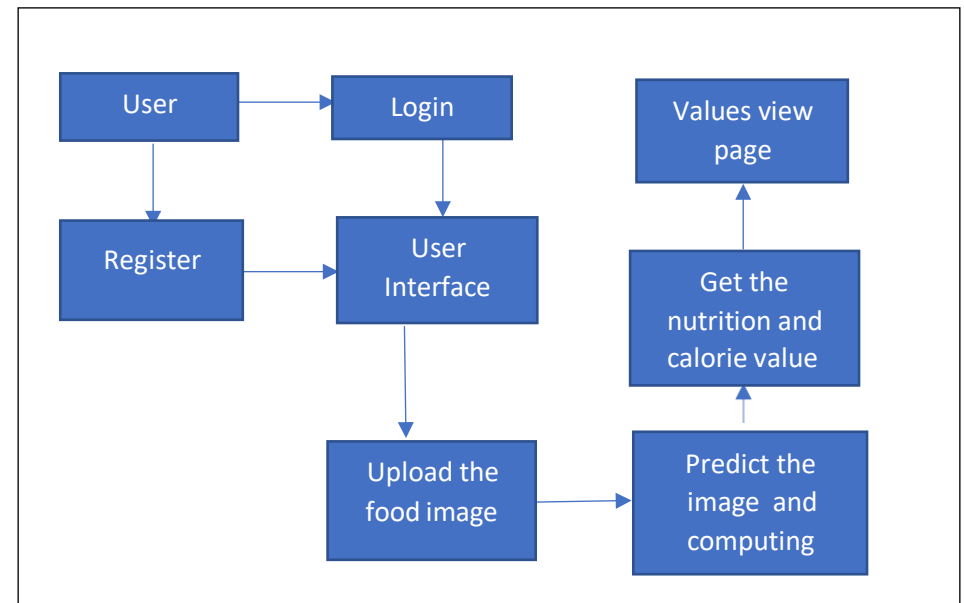 User
Login
Values view
page
Register
User
Interface
Get the
nutrition and
calorie value
Upload the
food image
Predict the
image and
computing